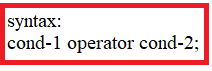 syntax:
cond-1 operator cond-2;